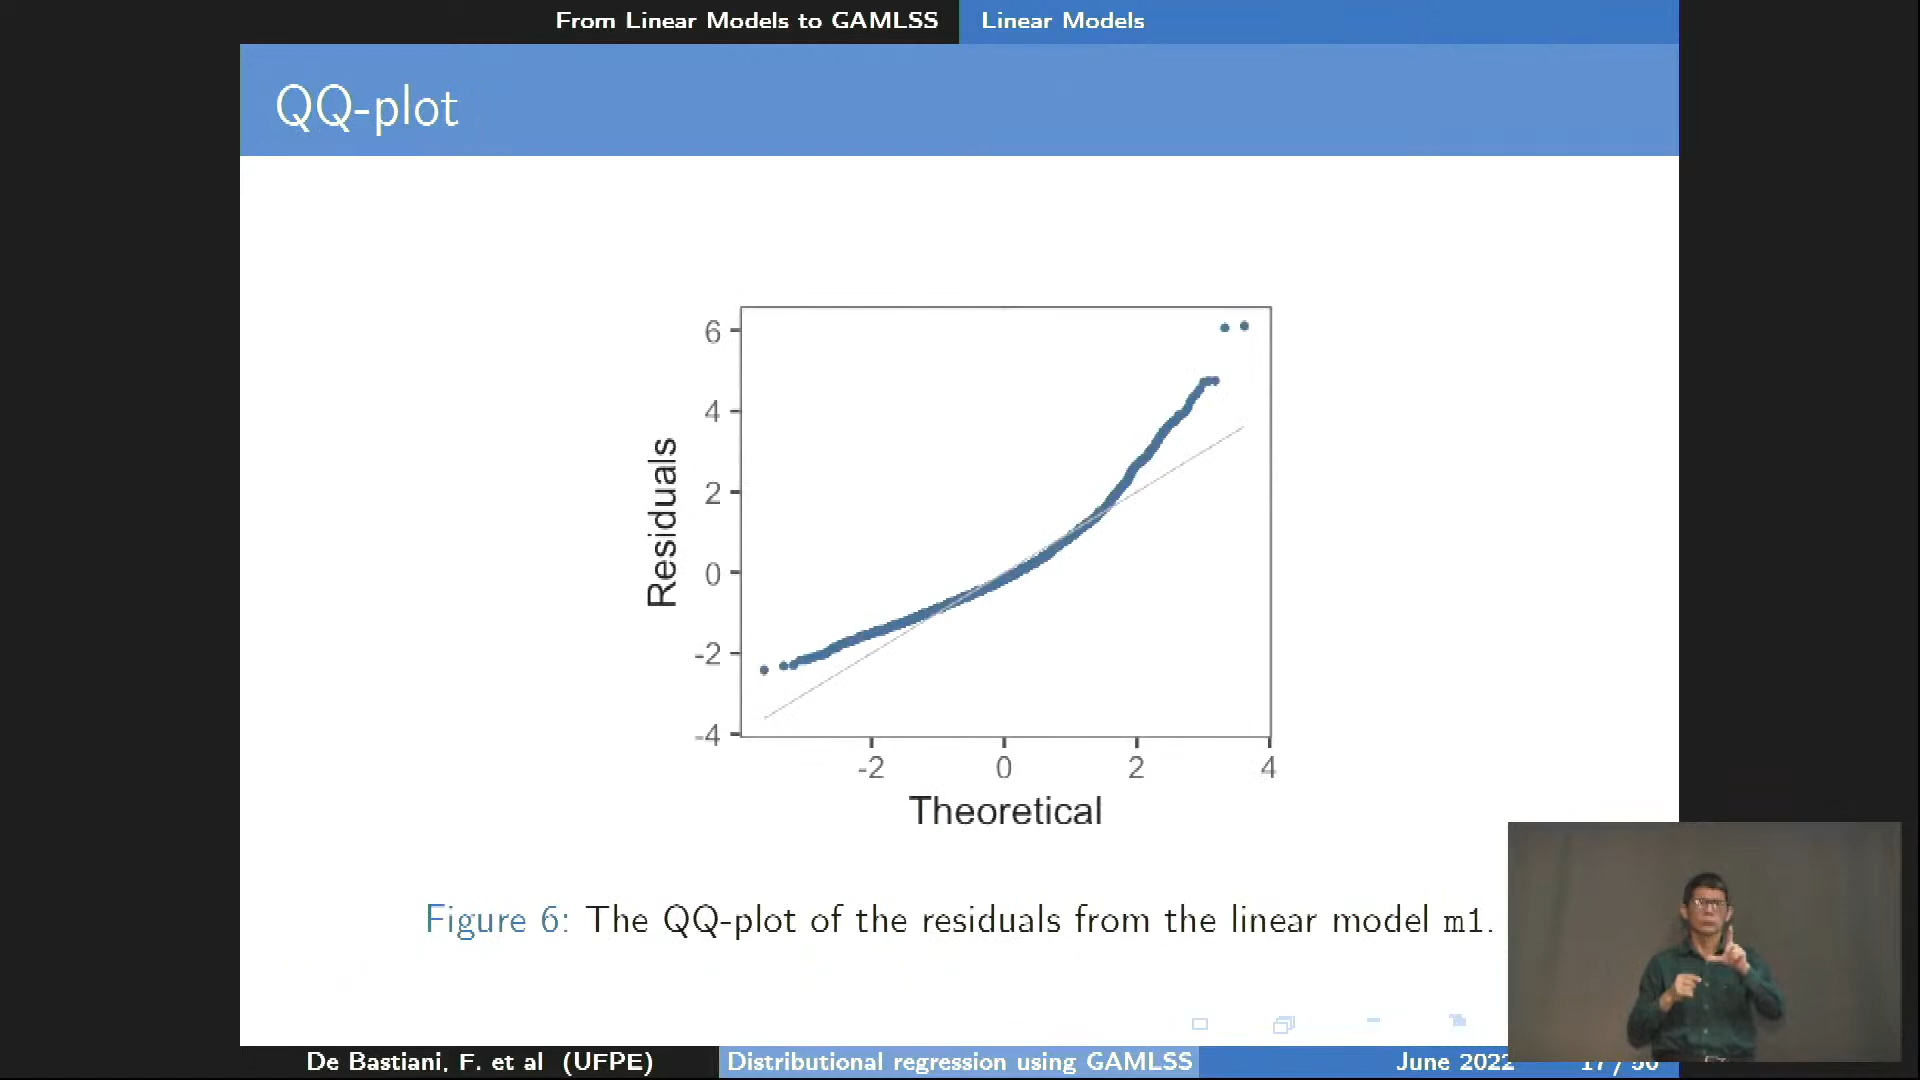 From Linear Models to GAMLSS
Linear Models
QQ-plot
6
4
2
0
-2
-4
Residuals
-2 0 2 4
Theoretical
Figure 6: The QQ-plot of the residuals from the linear model m1.
De Bastiani, F. et al (UFPE)
Distributional regression using GAMLSS
June 2022
17 / 50